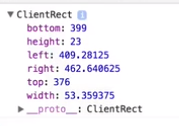 ▼ClientRect i
bottom: 399
height: 23
left: 409.28125
right: 462.640625
top: 376
width: 53.359375
▶__proto__: ClientRect